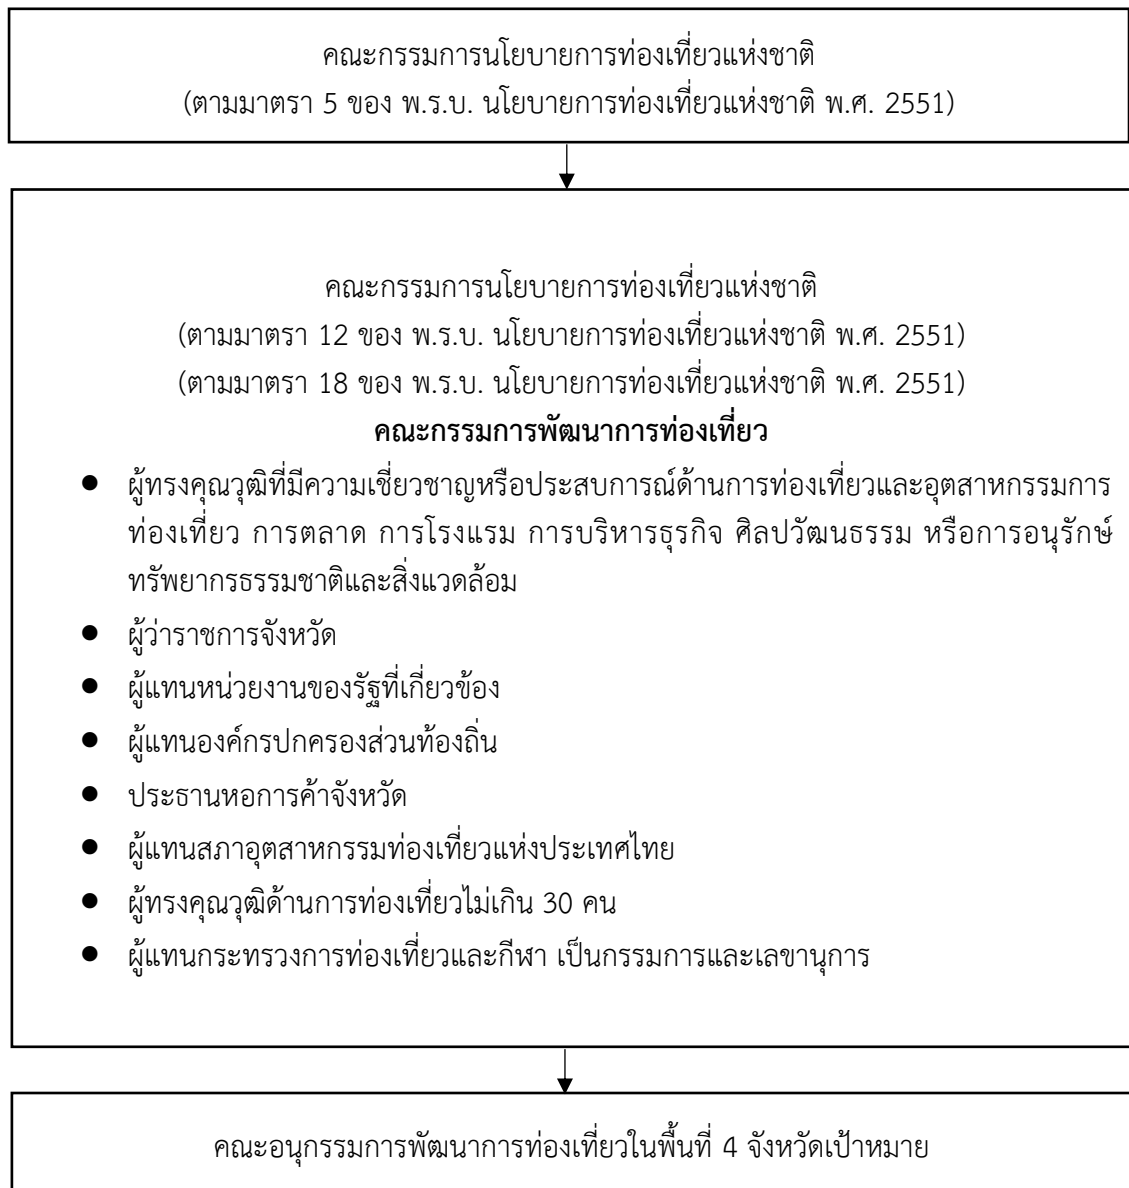 คณะกรรมการนโยบายการท่องเที่ยวแห่งชาติ
(ตามมาตรา 5 ของ พ.ร.บ. นโยบายการท่องเที่ยวแห่งชาติ พ.ศ. 2551)
คณะกรรมการนโยบายการท่องเที่ยวแห่งชาติ
(ตามมาตรา 12 ของ พ.ร.บ. นโยบายการท่องเที่ยวแห่งชาติ พ.ศ. 2551)
(ตามมาตรา 18 ของ พ.ร.บ. นโยบายการท่องเที่ยวแห่งชาติ พ.ศ. 2551)
คณะกรรมการพัฒนาการท่องเที่ยว
● ผู้ทรงคุณวุฒิที่มีความเชี่ยวชาญหรือประสบการณ์ด้านการท่องเที่ยวและอุตสาหกรรมการ
ท่องเที่ยว การตลาด การโรงแรม การบริหารธุรกิจ ศิลปวัฒนธรรม หรือการอนุรักษ์
ทรัพยากรธรรมชาติและสิ่งแวดล้อม
● ผู้ว่าราชการจังหวัด
● ผู้แทนหน่วยงานของรัฐที่เกี่ยวข้อง
● ผู้แทนองค์กรปกครองส่วนท้องถิ่น
● ประธานหอการค้าจังหวัด
● ผู้แทนสภาอุตสาหกรรมท่องเที่ยวแห่งประเทศไทย
● ผู้ทรงคุณวุฒิด้านการท่องเที่ยวไม่เกิน 30 คน
● ผู้แทนกระทรวงการท่องเที่ยวและกีฬา เป็นกรรมการและเลขานุการ
คณะอนุกรรมการพัฒนาการท่องเที่ยวในพื้นที่ 4 จังหวัดเป้าหมาย